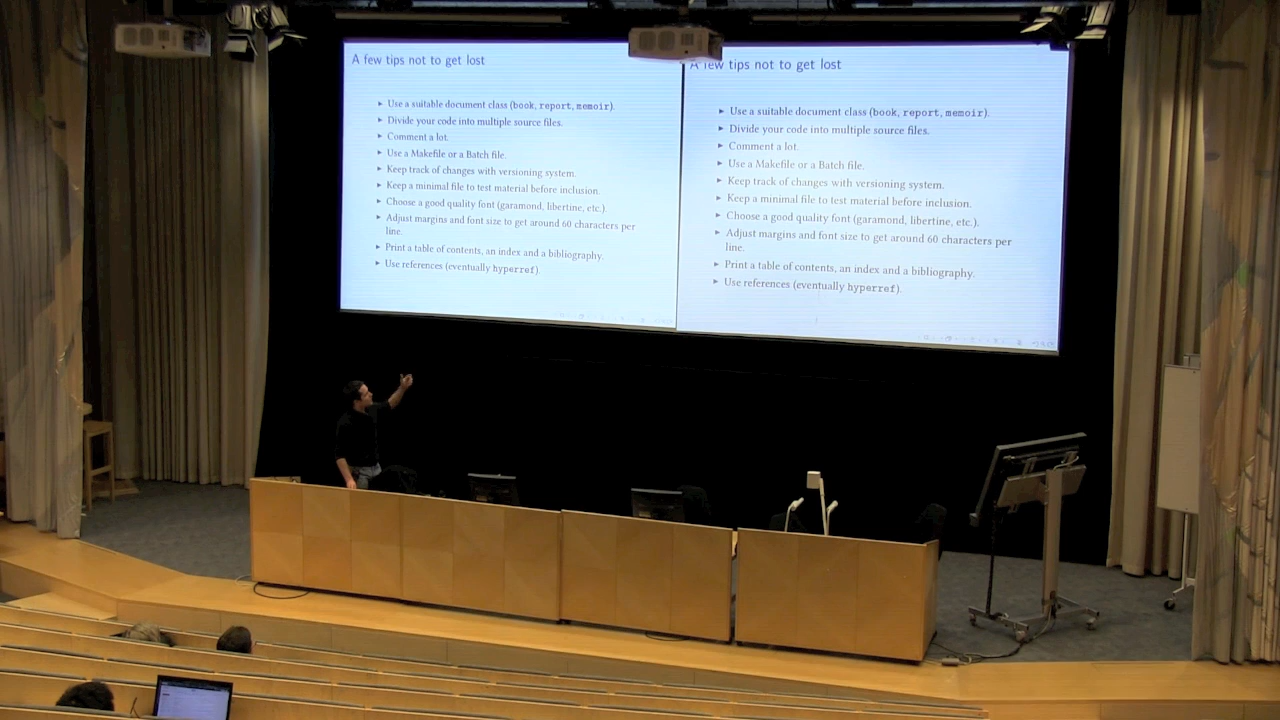 A few tips not to get lost
▸ Use a suitable document class (book, report, memoir).
▸ Divide your code into multiple source files.
▸ Comment a lot.
▸ Use a Makefile or a Batch file.
▸ Keep track of changes with versioning system.
▸ Keep a minimal file to test material before inclusion.
▸ Choose a good quality font (garamond, libertine, etc.).
▸ Adjust margins and font size to get around 60 characters per
line.
▸ Print a table of contents, an index and a bibliography.
▸ Use references (eventually hyperref).
A few tips not to get lost
▸ Use a suitable document class (book, report, memoir).
▸ Divide your code into multiple source files.
▸ Comment a lot.
▸ Use a Makefile or a Batch file.
▸ Keep track of changes with versioning system.
▸ Keep a minimal file to test material before inclusion.
▸ Choose a good quality font (garamond, libertine, etc.).
▸ Adjust margins and font size to get around 60 characters per
line.
▸ Print a table of contents, an index and a bibliography.
▸ Use references (eventually hyperref).